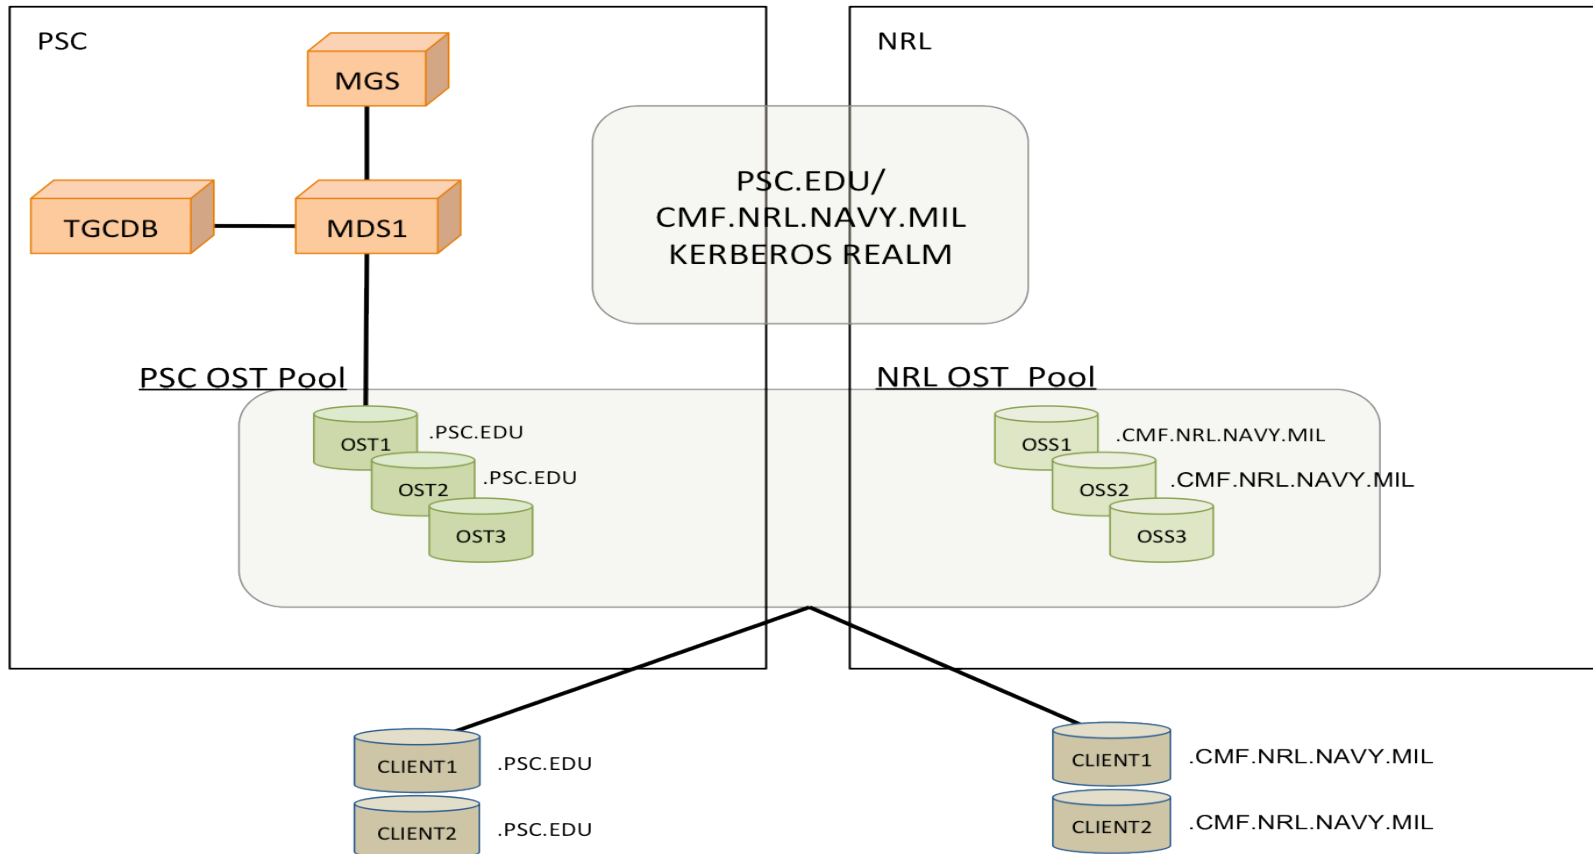 PSC
NRL
MGS
PSC.EDU/
CMF.NRL.NAVY.MIL
KERBEROS REALM
TGCDB
MDS1
PSC OST Pool
NRL OST Pool
OST1
.PSC.EDU
OST2
.PSC.EDU
OST3
OSS1
.CMF.NRL.NAVY.MIL
OSS2
.CMF.NRL.NAVY.MIL
OSS3
CLIENT1
.PSC.EDU
CLIENT2
.PSC.EDU
CLIENT1
.CMF.NRL.NAVY.MIL
CLIENT2
.CMF.NRL.NAVY.MIL